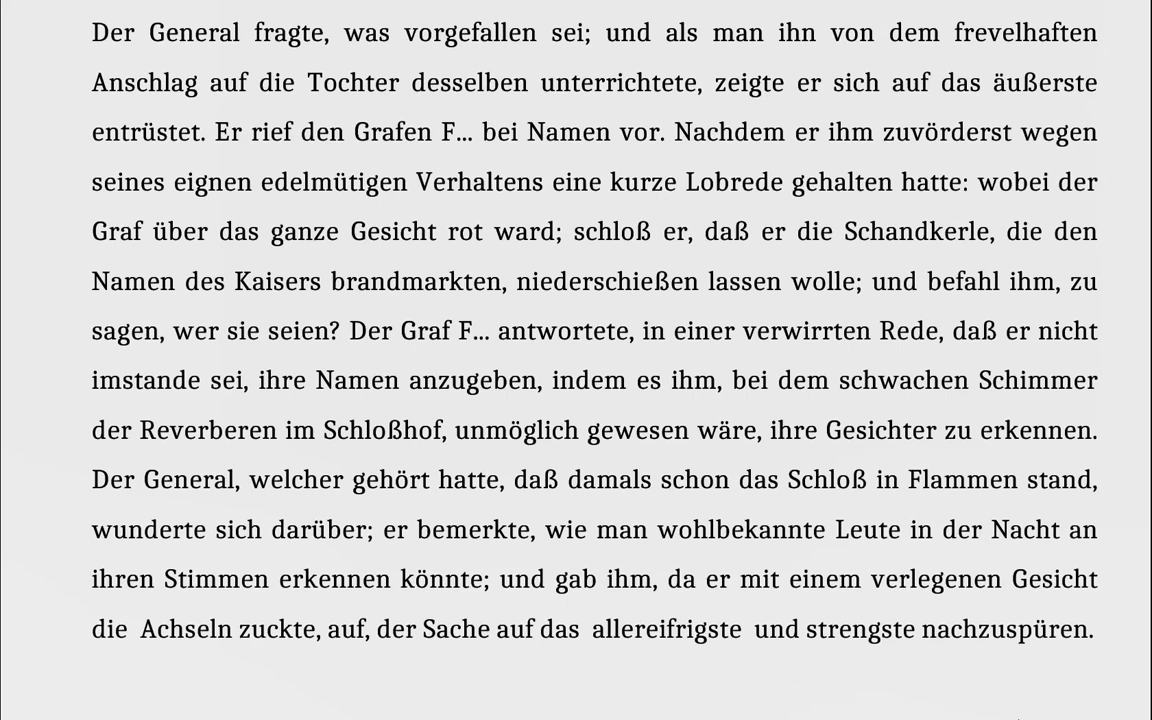 Der General fragte, was vorgefallen sei; und als man ihn von dem frevelhaften
Anschlag auf die Tochter desselben unterrichtete, zeigte er sich auf das äußerste
entrüstet. Er rief den Grafen F... bei Namen vor. Nachdem er ihm zuvörderst wegen
seines eignen edelmütigen Verhaltens eine kurze Lobrede gehalten hatte: wobei der
Graf über das ganze Gesicht rot ward; schloß er, daß er die Schandkerle, die den
Namen des Kaisers brandmarkten, niederschießen lassen wolle; und befahl ihm, zu
sagen, wer sie seien? Der Graf F... antwortete, in einer verwirrten Rede, daß er nicht
imstande sei, ihre Namen anzugeben, indem es ihm, bei dem schwachen Schimmer
der Reverberen im Schloßhof, unmöglich gewesen wäre, ihre Gesichter zu erkennen.
Der General, welcher gehört hatte, daß damals schon das Schloß in Flammen stand,
wunderte sich darüber; er bemerkte, wie man wohlbekannte Leute in der Nacht an
ihren Stimmen erkennen könnte; und gab ihm, da er mit einem verlegenen Gesicht
die Achseln zuckte, auf, der Sache auf das allereifrigste und strengste nachzuspüren.